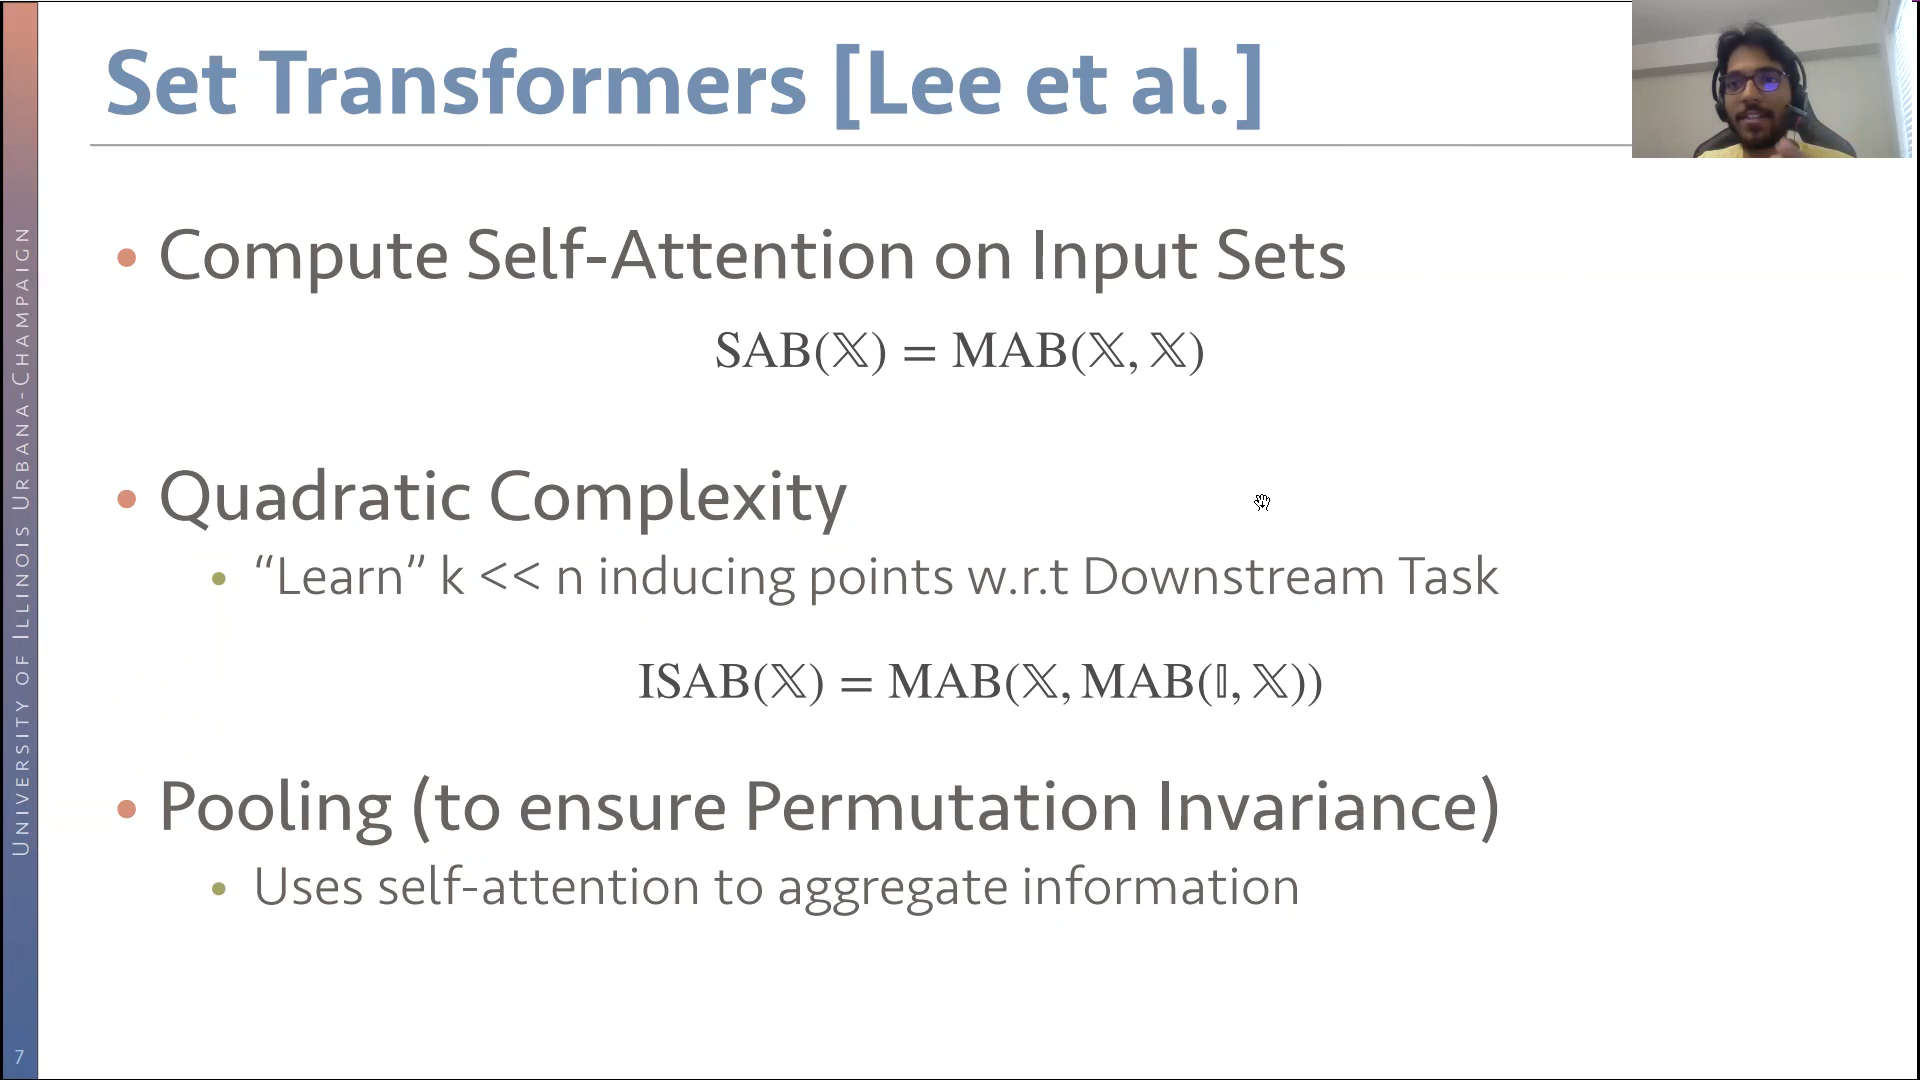 Set Transformers [Lee et al.]
• Compute Self-Attention on Input Sets
SAB(𝕏) = MAB(𝕏, 𝕏)
• Quadratic Complexity
• “Learn” k << n inducing points w.r.t Downstream Task
ISAB(𝕏) = MAB(𝕏, MAB(𝕀, 𝕏))
• Pooling (to ensure Permutation Invariance)
• Uses self-attention to aggregate information
University of Illinois Urbana-Champaign
7